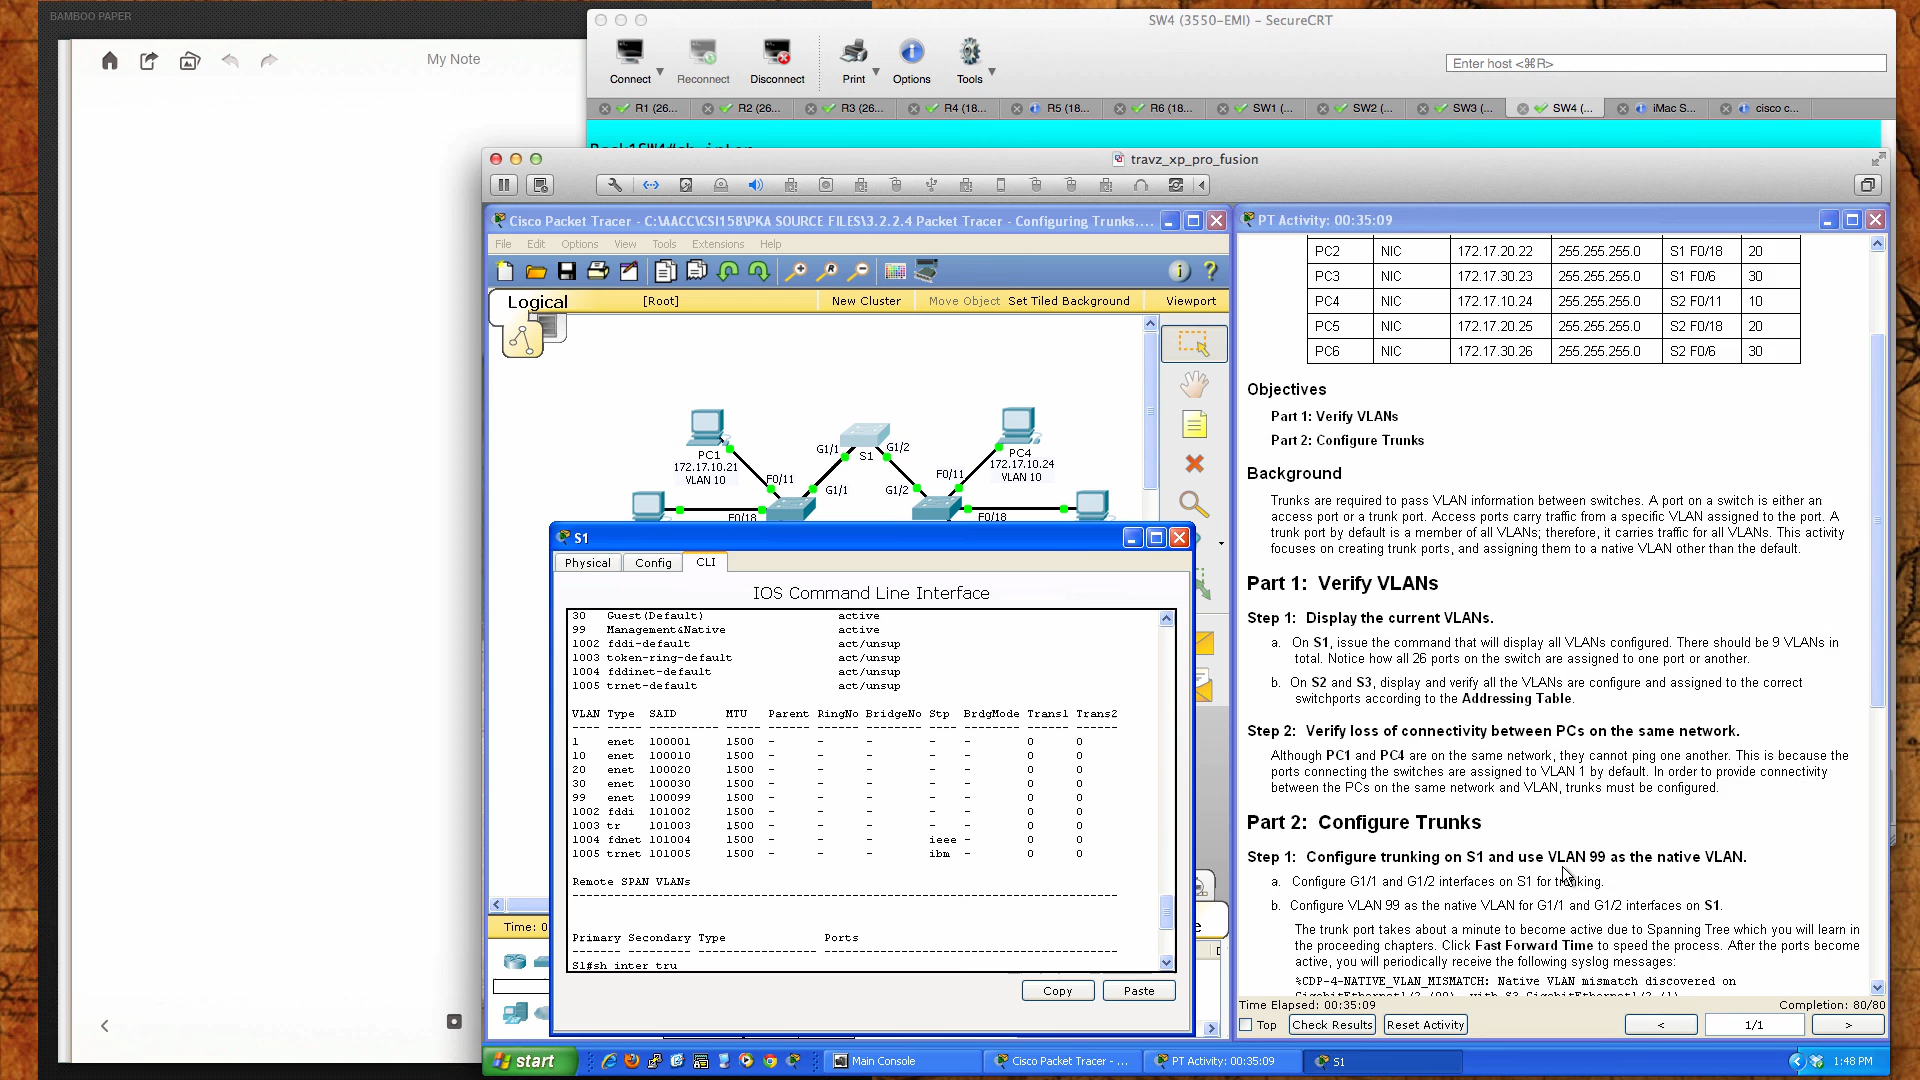 BAMBOO PAPER
My Note
SW4 (3550-EMI) – SecureCRT
Connect
Reconnect
Disconnect
Print
Options
Tools
Enter host <⌘R>
R1 (26...
R2 (26...
R3 (26...
R4 (18...
R5 (18...
R6 (18...
SW1 (...
SW2 (...
SW3 (...
SW4 (...
iMac S...
cisco c...
travz_xp_pro_fusion
Cisco Packet Tracer - C:\AACC\CSI158\PKA SOURCE FILES\3.2.2.4 Packet Tracer - Configuring Trunks....
File Edit Options View Tools Extensions Help
Logical
[Root]
New Cluster
Move Object
Set Tiled Background
Viewport
PC1
172.17.10.21
VLAN 10
F0/11
G1/1
S1
G1/2
G1/1
G1/2
F0/11
PC4
172.17.10.24
VLAN 10
F0/18
F0/18
S1
Physical
Config
CLI
IOS Command Line Interface
30 Guest(Default) active
99 Management&Native active
1002 fddi-default act/unsup
1003 token-ring-default act/unsup
1004 fddinet-default act/unsup
1005 trnet-default act/unsup
VLAN Type SAID MTU Parent RingNo BridgeNo Stp BrdgMode Trans1 Trans2
---- ----- ---------- ----- ------ ------ -------- ---- -------- ------ ------
1 enet 100001 1500 - - - - - 0 0
10 enet 100010 1500 - - - - - 0 0
20 enet 100020 1500 - - - - - 0 0
30 enet 100030 1500 - - - - - 0 0
99 enet 100099 1500 - - - - - 0 0
1002 fddi 101002 1500 - - - - - 0 0
1003 tr 101003 1500 - - - - - 0 0
1004 fdnet 101004 1500 - - - ieee - 0 0
1005 trnet 101005 1500 - - - ibm - 0 0
Remote SPAN VLANs
------------------------------------------------------------------------------
Primary Secondary Type Ports
------- --------- ----------------- ------------------------------------------
S1#sh inter tru
Copy
Paste
Time: 0
PT Activity: 00:35:09
PC2 NIC 172.17.20.22 255.255.255.0 S1 F0/18 20
PC3 NIC 172.17.30.23 255.255.255.0 S1 F0/6 30
PC4 NIC 172.17.10.24 255.255.255.0 S2 F0/11 10
PC5 NIC 172.17.20.25 255.255.255.0 S2 F0/18 20
PC6 NIC 172.17.30.26 255.255.255.0 S2 F0/6 30
Objectives
Part 1: Verify VLANs
Part 2: Configure Trunks
Background
Trunks are required to pass VLAN information between switches. A port on a switch is either an
access port or a trunk port. Access ports carry traffic from a specific VLAN assigned to the port. A
trunk port by default is a member of all VLANs; therefore, it carries traffic for all VLANs. This activity
focuses on creating trunk ports, and assigning them to a native VLAN other than the default.
Part 1: Verify VLANs
Step 1: Display the current VLANs.
a. On S1, issue the command that will display all VLANs configured. There should be 9 VLANs in
total. Notice how all 26 ports on the switch are assigned to one port or another.
b. On S2 and S3, display and verify all the VLANs are configure and assigned to the correct
switchports according to the Addressing Table.
Step 2: Verify loss of connectivity between PCs on the same network.
Although PC1 and PC4 are on the same network, they cannot ping one another. This is because the
ports connecting the switches are assigned to VLAN 1 by default. In order to provide connectivity
between the PCs on the same network and VLAN, trunks must be configured.
Part 2: Configure Trunks
Step 1: Configure trunking on S1 and use VLAN 99 as the native VLAN.
a. Configure G1/1 and G1/2 interfaces on S1 for trunking.
b. Configure VLAN 99 as the native VLAN for G1/1 and G1/2 interfaces on S1.
The trunk port takes about a minute to become active due to Spanning Tree which you will learn in
the proceeding chapters. Click Fast Forward Time to speed the process. After the ports become
active, you will periodically receive the following syslog messages:
%CDP-4-NATIVE_VLAN_MISMATCH: Native VLAN mismatch discovered on
Time Elapsed: 00:35:09
Completion: 80/80
Top
Check Results
Reset Activity
<
1/1
>
start
Main Console
Cisco Packet Tracer - ...
PT Activity: 00:35:09
S1
1:48 PM